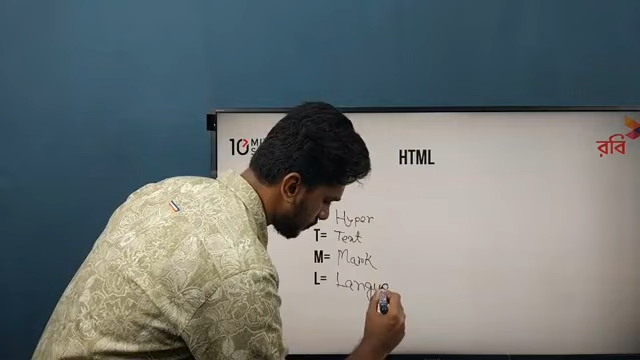 10 MI
S
HTML
রবি
Hyper
T= Text
M= Mark
L= Langua